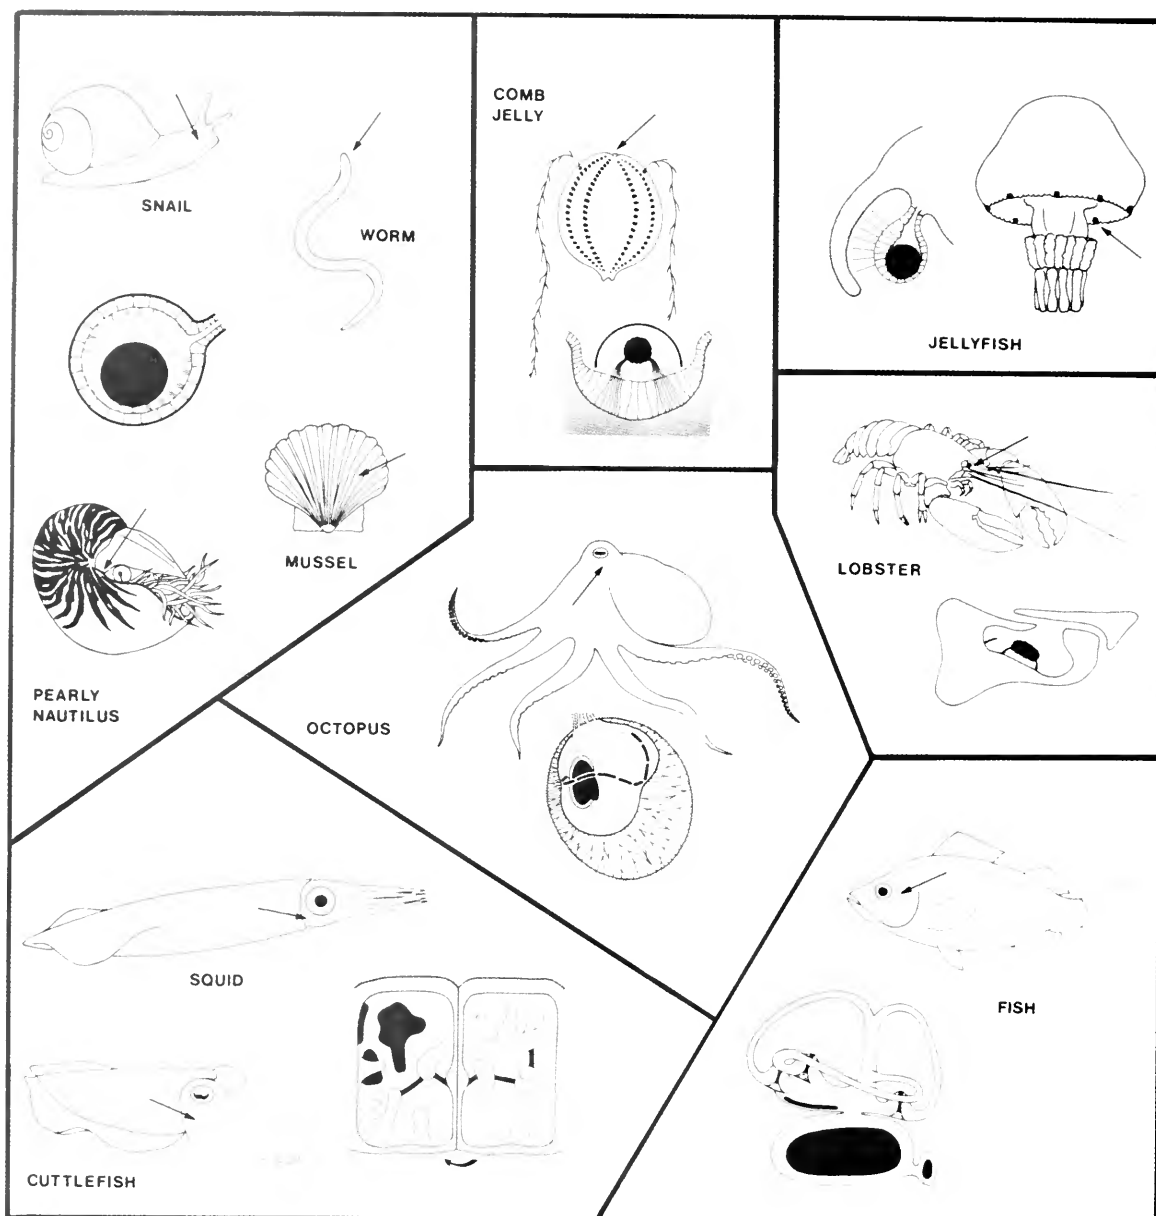 SNAIL
WORM
MUSSEL
PEARLY
NAUTILUS
COMB
JELLY
JELLYFISH
LOBSTER
OCTOPUS
SQUID
CUTTLEFISH
FISH